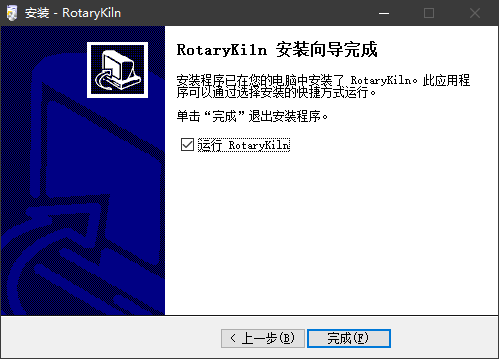 安装 - RotaryKiln
RotaryKiln 安装向导完成
安装程序已在您的电脑中安装了 RotaryKiln。此应用程
序可以通过选择安装的快捷方式运行。
单击“完成”退出安装程序。
运行 RotaryKiln
< 上一步(B)
完成(F)